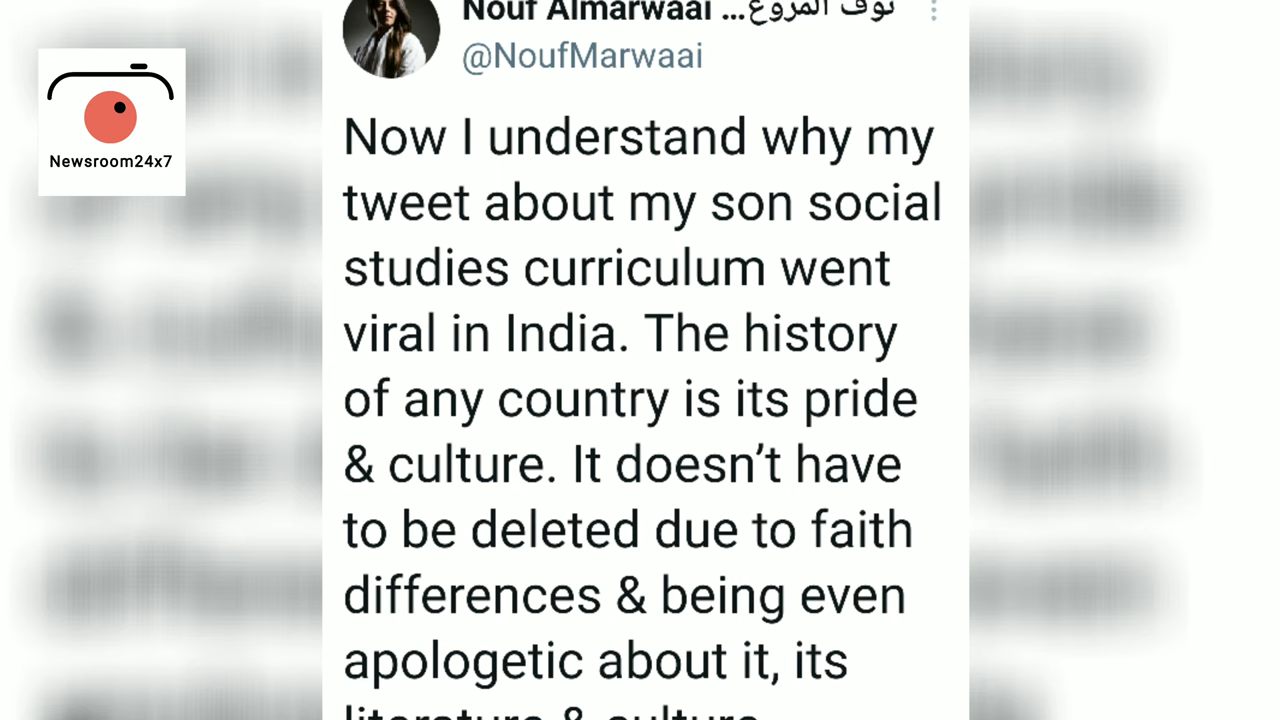 Nouf Almarwaai ...نوف المروع
@NoufMarwaai
Newsroom24x7
Now I understand why my
tweet about my son social
studies curriculum went
viral in India. The history
of any country is its pride
& culture. It doesn’t have
to be deleted due to faith
differences & being even
apologetic about it, its
literature & culture